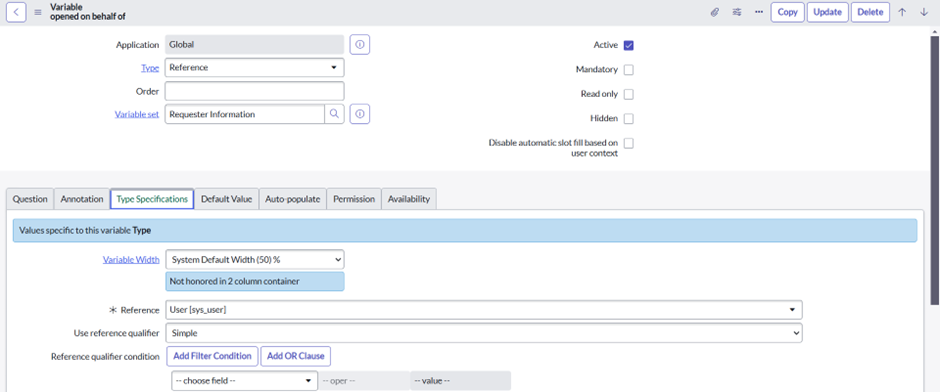 Variable
opened on behalf of
Copy
Update
Delete
Application
Global
Active
Type
Reference
Mandatory
Order
Read only
Variable set
Requester Information
Hidden
Disable automatic slot fill based on
user context
Question
Annotation
Type Specifications
Default Value
Auto-populate
Permission
Availability
Values specific to this variable Type
Variable Width
System Default Width (50) %
Not honored in 2 column container
Reference
User [sys_user]
Use reference qualifier
Simple
Reference qualifier condition
Add Filter Condition
Add OR Clause
-- choose field --
-- oper --
-- value --